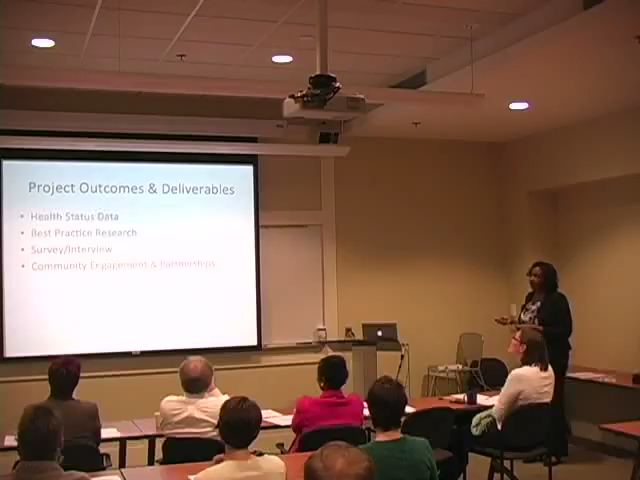 Project Outcomes & Deliverables
• Health Status Data
• Best Practice Research
• Survey/Interview
• Community Engagement & Partnerships